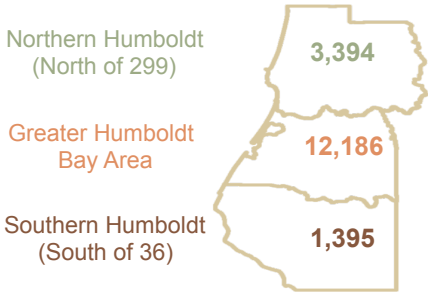 Northern Humboldt
(North of 299)
3,394
Greater Humboldt
Bay Area
12,186
Southern Humboldt
(South of 36)
1,395